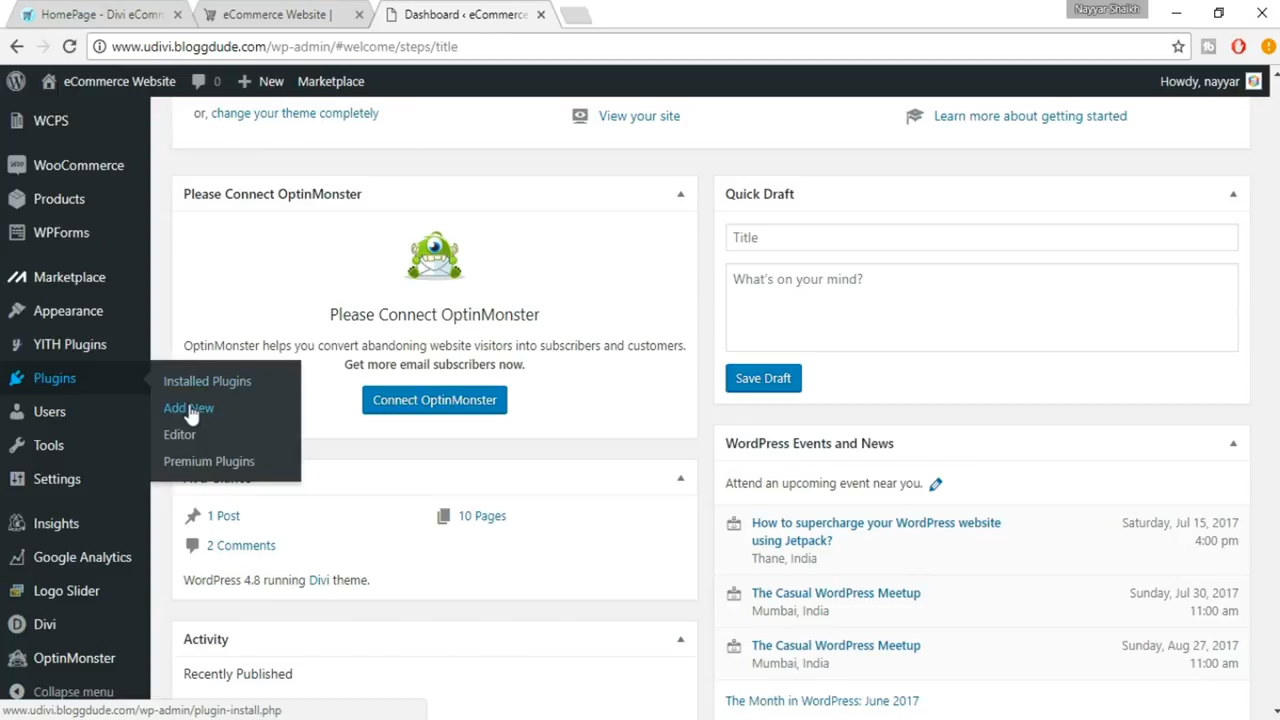 HomePage - Divi eComm
eCommerce Website |
Dashboard ‹ eCommerce
Nayyar Shaikh
www.udivi.bloggdude.com/wp-admin/#welcome/steps/title
eCommerce Website
0
New
Marketplace
Howdy, nayyar
WCPS
WooCommerce
Products
WPForms
Marketplace
Appearance
YITH Plugins
Plugins
Users
Tools
Settings
Insights
Google Analytics
Logo Slider
Divi
OptinMonster
Collapse menu
Installed Plugins
Add New
Editor
Premium Plugins
or, change your theme completely
View your site
Learn more about getting started
Please Connect OptinMonster
Please Connect OptinMonster
OptinMonster helps you convert abandoning website visitors into subscribers and customers.
Get more email subscribers now.
Connect OptinMonster
1 Post
10 Pages
2 Comments
WordPress 4.8 running Divi theme.
Activity
Recently Published
Quick Draft
Title
What's on your mind?
Save Draft
WordPress Events and News
Attend an upcoming event near you.
How to supercharge your WordPress website
using Jetpack?
Thane, India
Saturday, Jul 15, 2017
4:00 pm
The Casual WordPress Meetup
Mumbai, India
Sunday, Jul 30, 2017
11:00 am
The Casual WordPress Meetup
Mumbai, India
Sunday, Aug 27, 2017
11:00 am
The Month in WordPress: June 2017
www.udivi.bloggdude.com/wp-admin/plugin-install.php